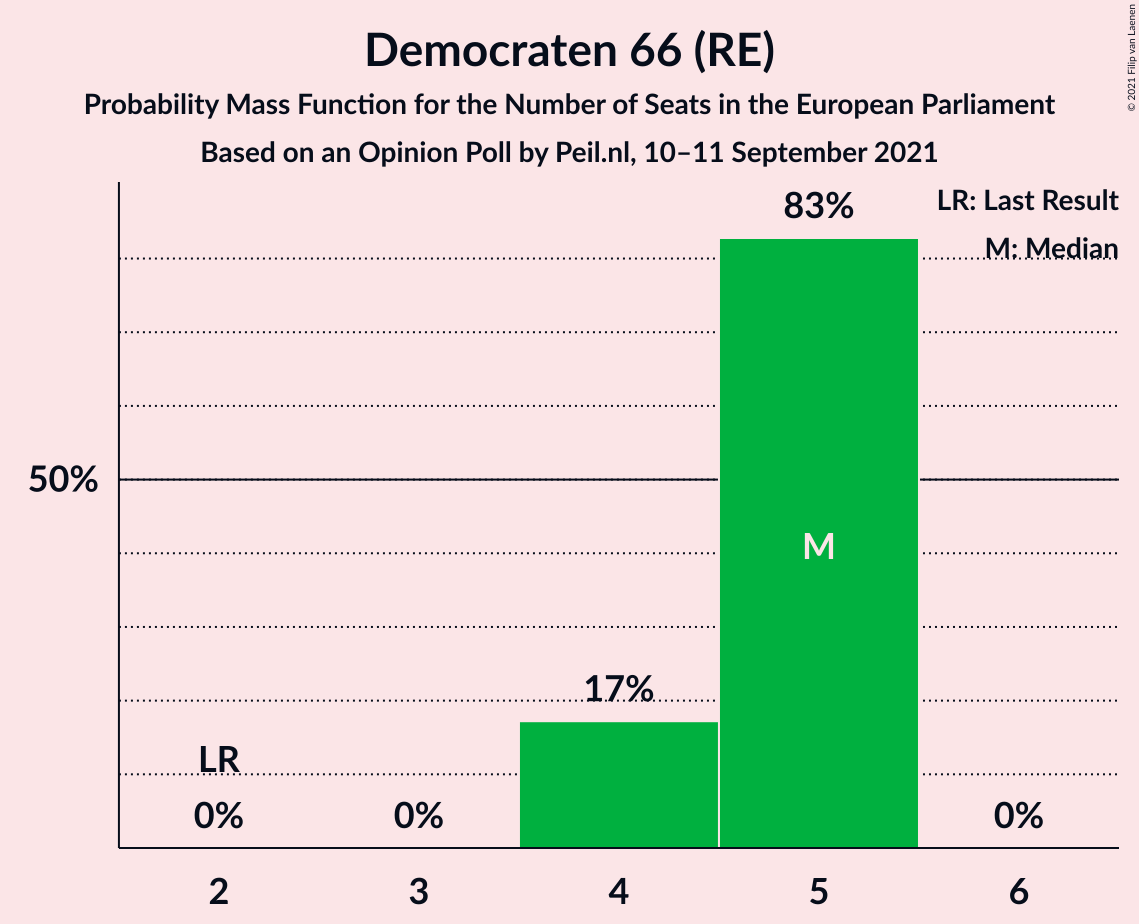 Democraten 66 (RE)
Probability Mass Function for the Number of Seats in the European Parliament
Based on an Opinion Poll by Peil.nl, 10–11 September 2021
© 2021 Filip van Laenen
LR: Last Result
M: Median
83%
50%
M
17%
LR
0%
0%
0%
2
3
4
5
6